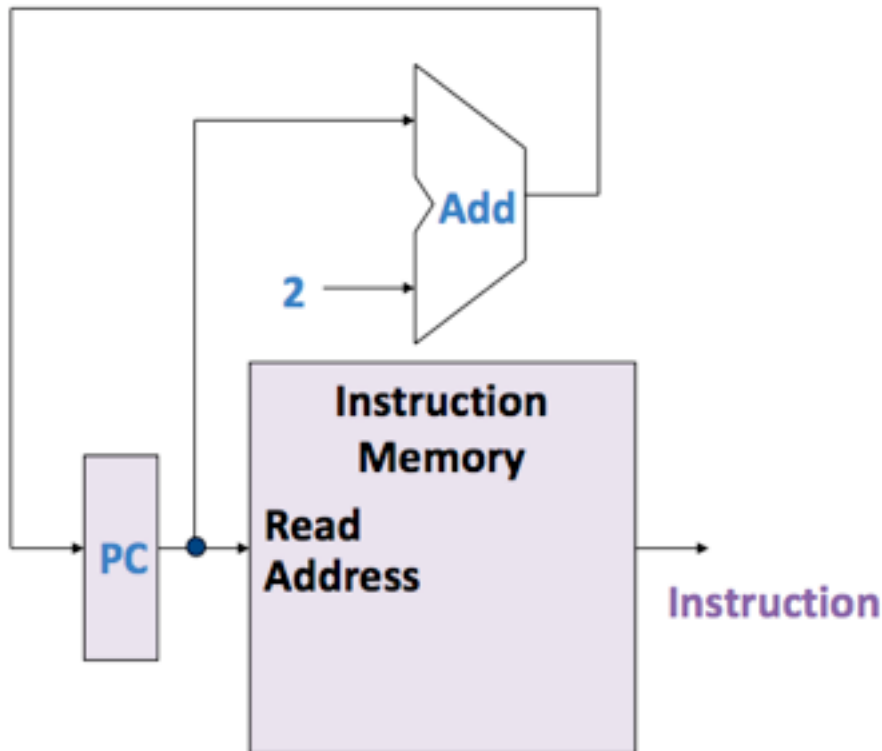 Add
2
Instruction
Memory
Read
Address
PC
Instruction